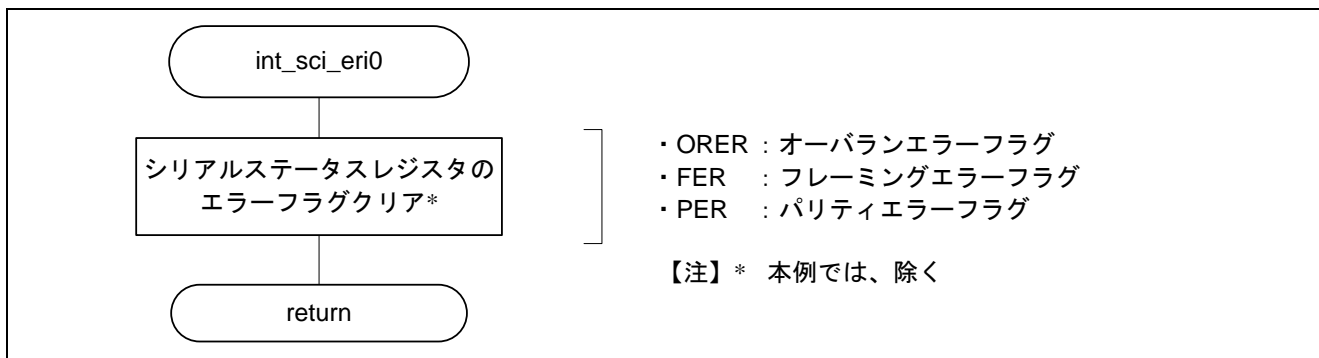 int_sci_eri0
シリアルステータスレジスタの
エラーフラグクリア*
・ORER：オーバランエラーフラグ
・FER ：フレーミングエラーフラグ
・PER ：パリティエラーフラグ
【注】* 本例では、除く
return